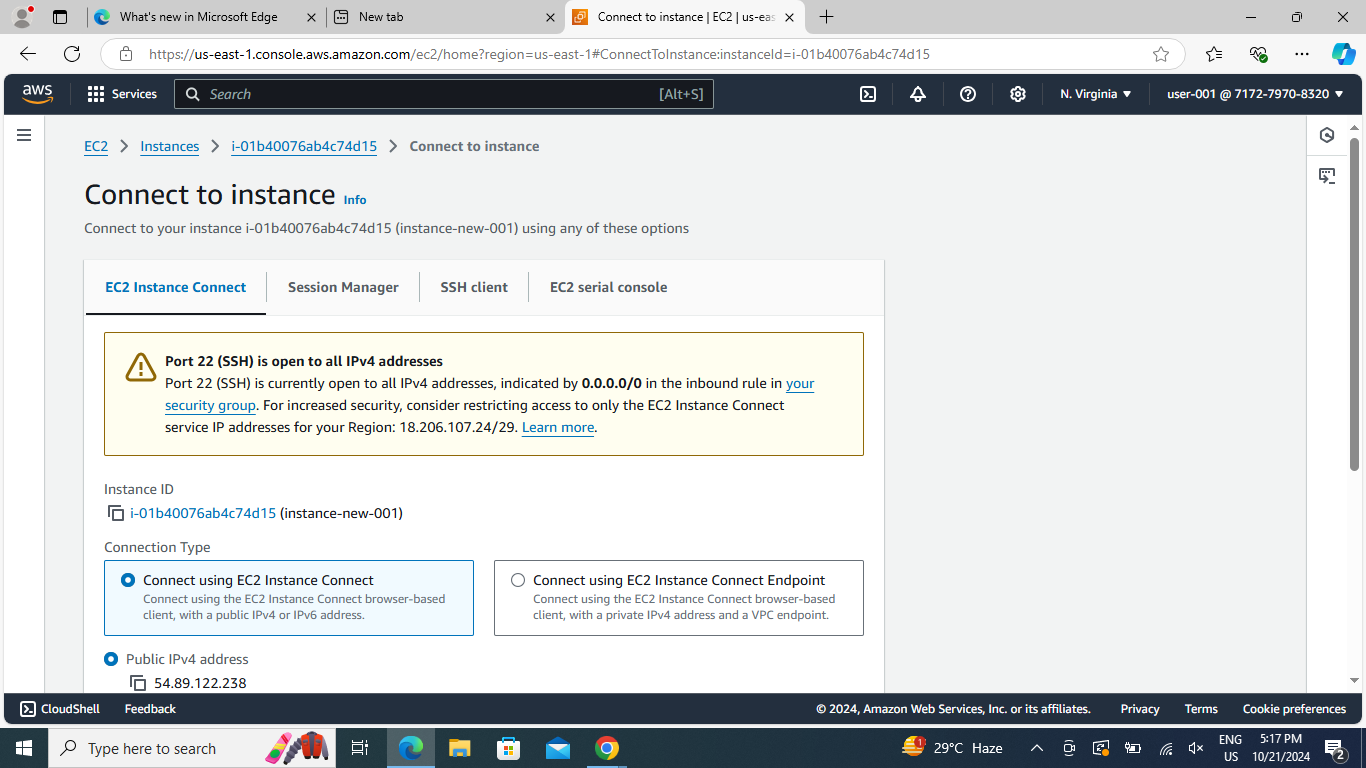 What's new in Microsoft Edge
New tab
Connect to instance | EC2 | us-eas
https://us-east-1.console.aws.amazon.com/ec2/home?region=us-east-1#ConnectToInstance:instanceId=i-01b40076ab4c74d15
aws
Services
Search
[Alt+S]
N. Virginia
user-001 @ 7172-7970-8320
EC2
Instances
i-01b40076ab4c74d15
Connect to instance
Connect to instance Info
Connect to your instance i-01b40076ab4c74d15 (instance-new-001) using any of these options
EC2 Instance Connect
Session Manager
SSH client
EC2 serial console
Port 22 (SSH) is open to all IPv4 addresses
Port 22 (SSH) is currently open to all IPv4 addresses, indicated by 0.0.0.0/0 in the inbound rule in your
security group. For increased security, consider restricting access to only the EC2 Instance Connect
service IP addresses for your Region: 18.206.107.24/29. Learn more.
Instance ID
i-01b40076ab4c74d15 (instance-new-001)
Connection Type
Connect using EC2 Instance Connect
Connect using the EC2 Instance Connect browser-based
client, with a public IPv4 or IPv6 address.
Connect using EC2 Instance Connect Endpoint
Connect using the EC2 Instance Connect browser-based
client, with a private IPv4 address and a VPC endpoint.
Public IPv4 address
54.89.122.238
CloudShell
Feedback
© 2024, Amazon Web Services, Inc. or its affiliates.
Privacy
Terms
Cookie preferences
Type here to search
1
29°C Haze
ENG
US
5:17 PM
10/21/2024
2